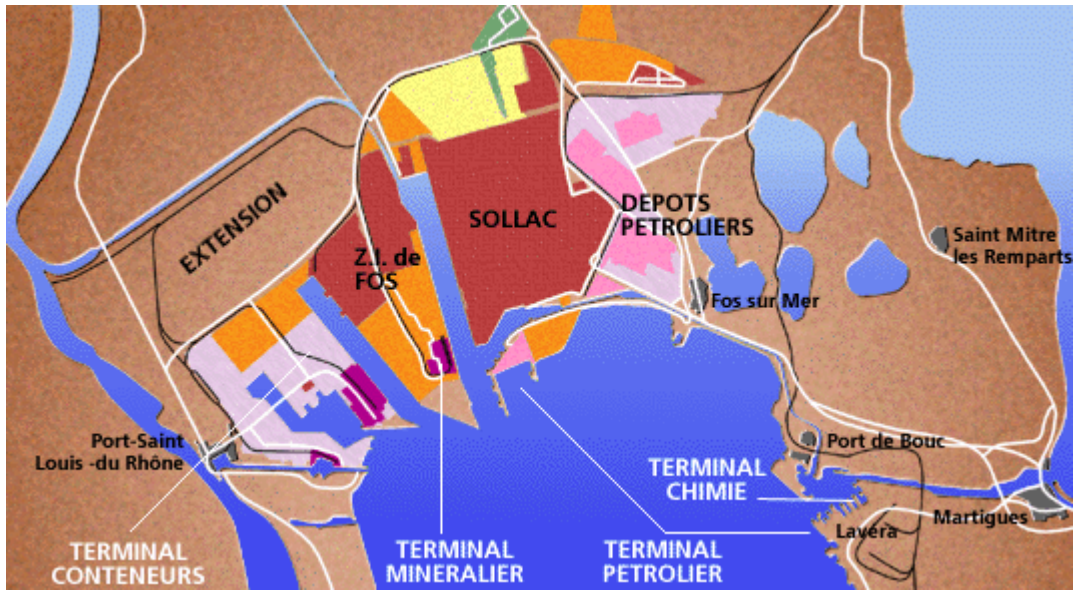 EXTENSION
SOLLAC
DEPOTS
PETROLIERS
Z.I. de
FOS
Saint Mitre
les Remparts
Fos sur Mer
Port-Saint
Louis -du Rhône
Port de Bouc
TERMINAL
CHIMIE
Lavéra
Martigues
TERMINAL
CONTENEURS
TERMINAL
MINERALIER
TERMINAL
PETROLIER